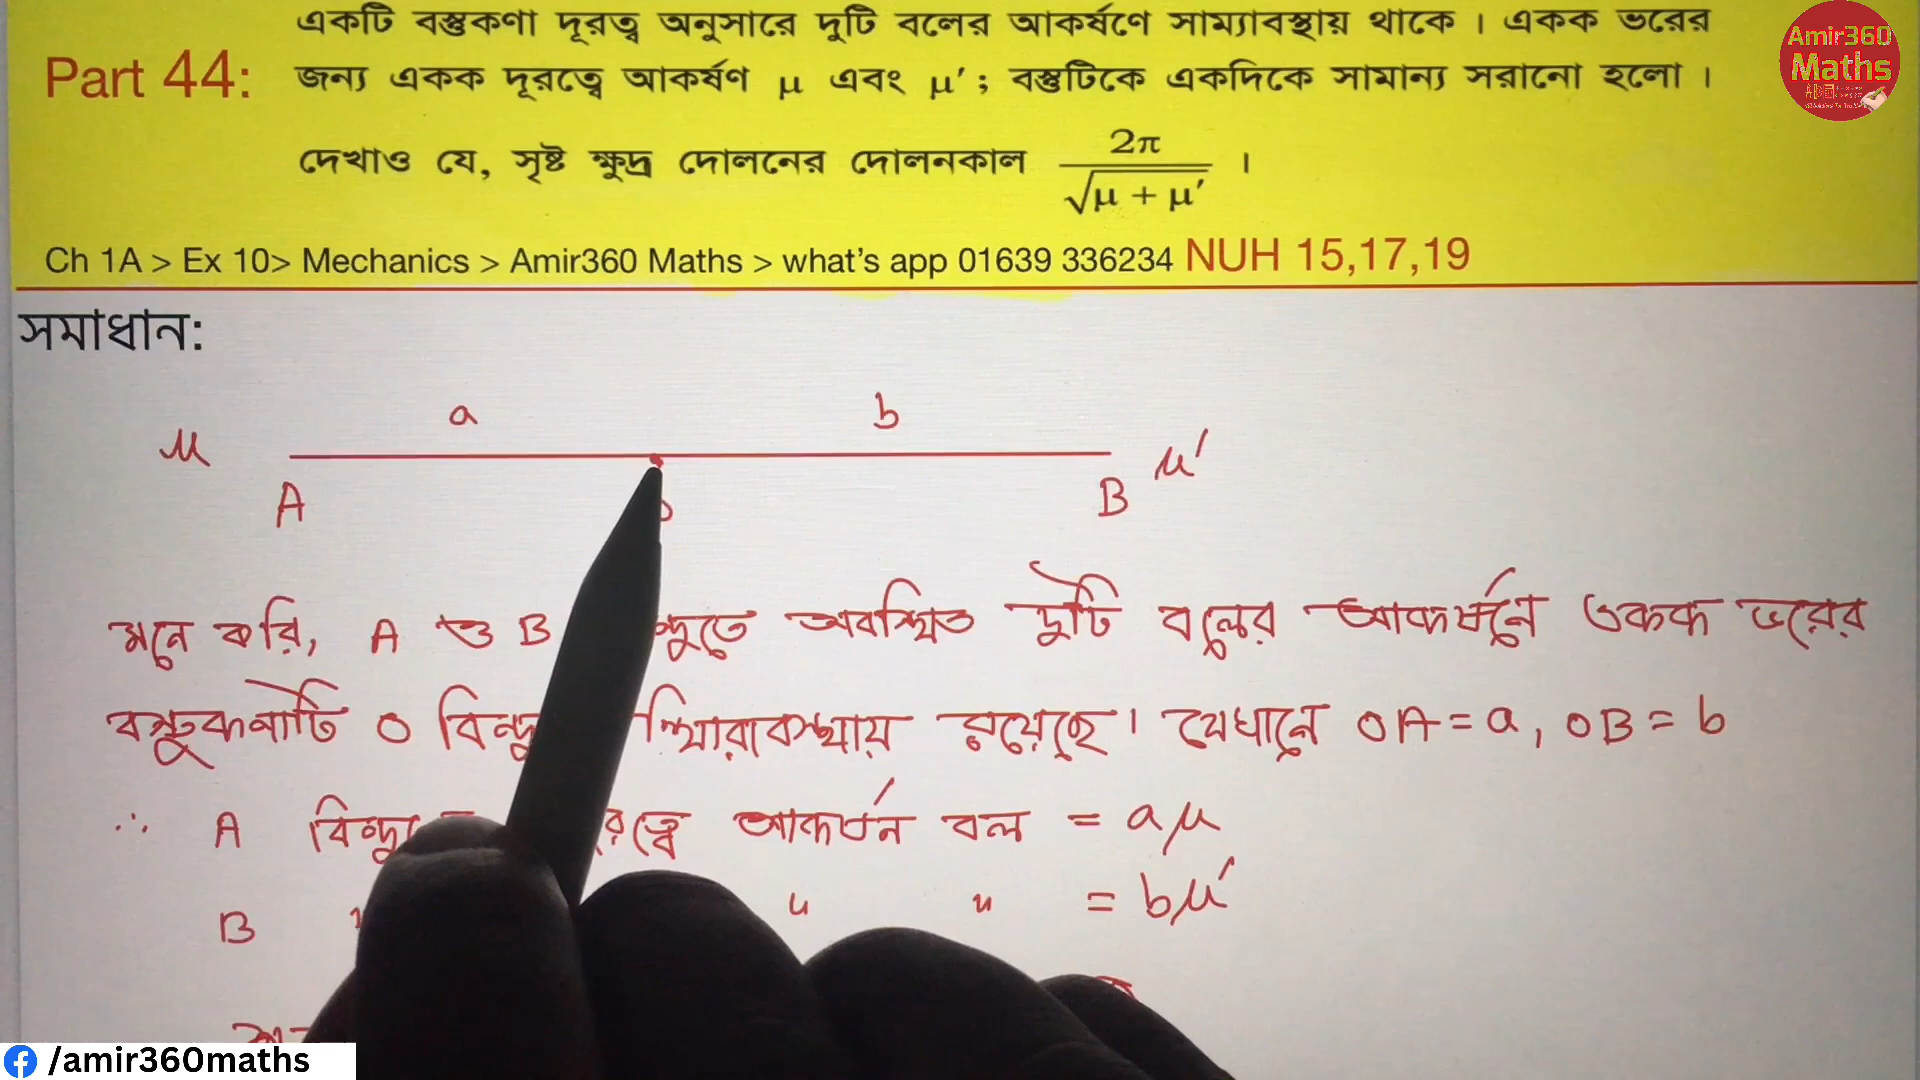 একটি বস্তুকণা দূরত্ব অনুসারে দুটি বলের আকর্ষণে সাম্যাবস্থায় থাকে । একক ভরের
Part 44: জন্য একক দূরত্বে আকর্ষণ μ এবং μ′ ; বস্তুটিকে একদিকে সামান্য সরানো হলো ।
দেখাও যে, সৃষ্ট ক্ষুদ্র দোলনের দোলনকাল 2π / √μ + μ′ ।
Ch 1A > Ex 10> Mechanics > Amir360 Maths > what's app 01639 336234 NUH 15,17,19
Amir360
Maths
সমাধান:
a b
μ μ′
A B
মনে করি, A ও B ন্দুতে অবস্থিত দুটি বলের আকর্ষনে একক ভরের
বস্তুকনাটি O বিন্দু স্থিরাবস্থায় রয়েছে। যেখানে OA = a, OB = b
∴ A বিন্দু রত্বে আকর্ষন বল = aμ
B " " " = bμ′
/amir360maths